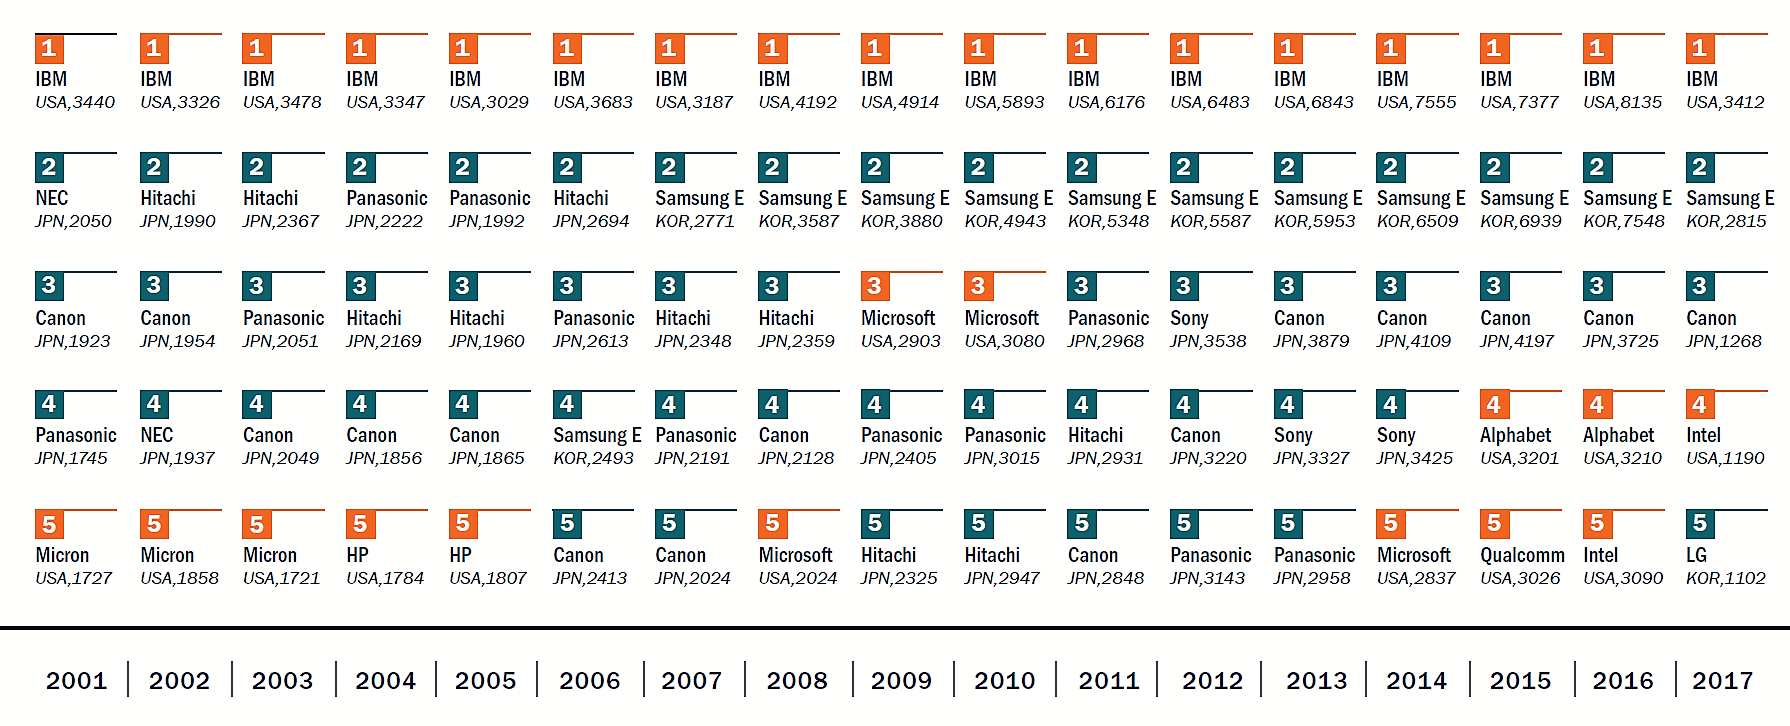 1 1 1 1 1 1 1 1 1 1 1 1 1 1 1 1 1
IBM IBM IBM IBM IBM IBM IBM IBM IBM IBM IBM IBM IBM IBM IBM IBM IBM
USA,3440 USA,3326 USA,3478 USA,3347 USA,3029 USA,3683 USA,3187 USA,4192 USA,4914 USA,5893 USA,6176 USA,6483 USA,6843 USA,7555 USA,7377 USA,8135 USA,3412
2 2 2 2 2 2 2 2 2 2 2 2 2 2 2 2 2
NEC Hitachi Hitachi Panasonic Panasonic Hitachi Samsung E Samsung E Samsung E Samsung E Samsung E Samsung E Samsung E Samsung E Samsung E Samsung E Samsung E
JPN,2050 JPN,1990 JPN,2367 JPN,2222 JPN,1992 JPN,2694 KOR,2771 KOR,3587 KOR,3880 KOR,4943 KOR,5348 KOR,5587 KOR,5953 KOR,6509 KOR,6939 KOR,7548 KOR,2815
3 3 3 3 3 3 3 3 3 3 3 3 3 3 3 3 3
Canon Canon Panasonic Hitachi Hitachi Panasonic Hitachi Hitachi Microsoft Microsoft Panasonic Sony Canon Canon Canon Canon Canon
JPN,1923 JPN,1954 JPN,2051 JPN,2169 JPN,1960 JPN,2613 JPN,2348 JPN,2359 USA,2903 USA,3080 JPN,2968 JPN,3538 JPN,3879 JPN,4109 JPN,4197 JPN,3725 JPN,1268
4 4 4 4 4 4 4 4 4 4 4 4 4 4 4 4 4
Panasonic NEC Canon Canon Canon Samsung E Panasonic Canon Panasonic Panasonic Hitachi Canon Sony Sony Alphabet Alphabet Intel
JPN,1745 JPN,1937 JPN,2049 JPN,1856 JPN,1865 KOR,2493 JPN,2191 JPN,2128 JPN,2405 JPN,3015 JPN,2931 JPN,3220 JPN,3327 JPN,3425 USA,3201 USA,3210 USA,1190
5 5 5 5 5 5 5 5 5 5 5 5 5 5 5 5 5
Micron Micron Micron HP HP Canon Canon Microsoft Hitachi Hitachi Canon Panasonic Panasonic Microsoft Qualcomm Intel LG
USA,1727 USA,1858 USA,1721 USA,1784 USA,1807 JPN,2413 JPN,2024 USA,2024 JPN,2325 JPN,2947 JPN,2848 JPN,3143 JPN,2958 USA,2837 USA,3026 USA,3090 KOR,1102
2001 2002 2003 2004 2005 2006 2007 2008 2009 2010 2011 2012 2013 2014 2015 2016 2017